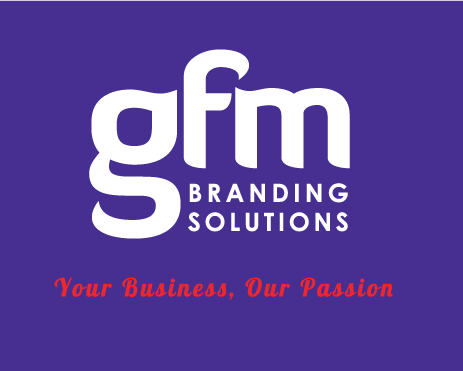 gfm
BRANDING
SOLUTIONS
Your Business, Our Passion